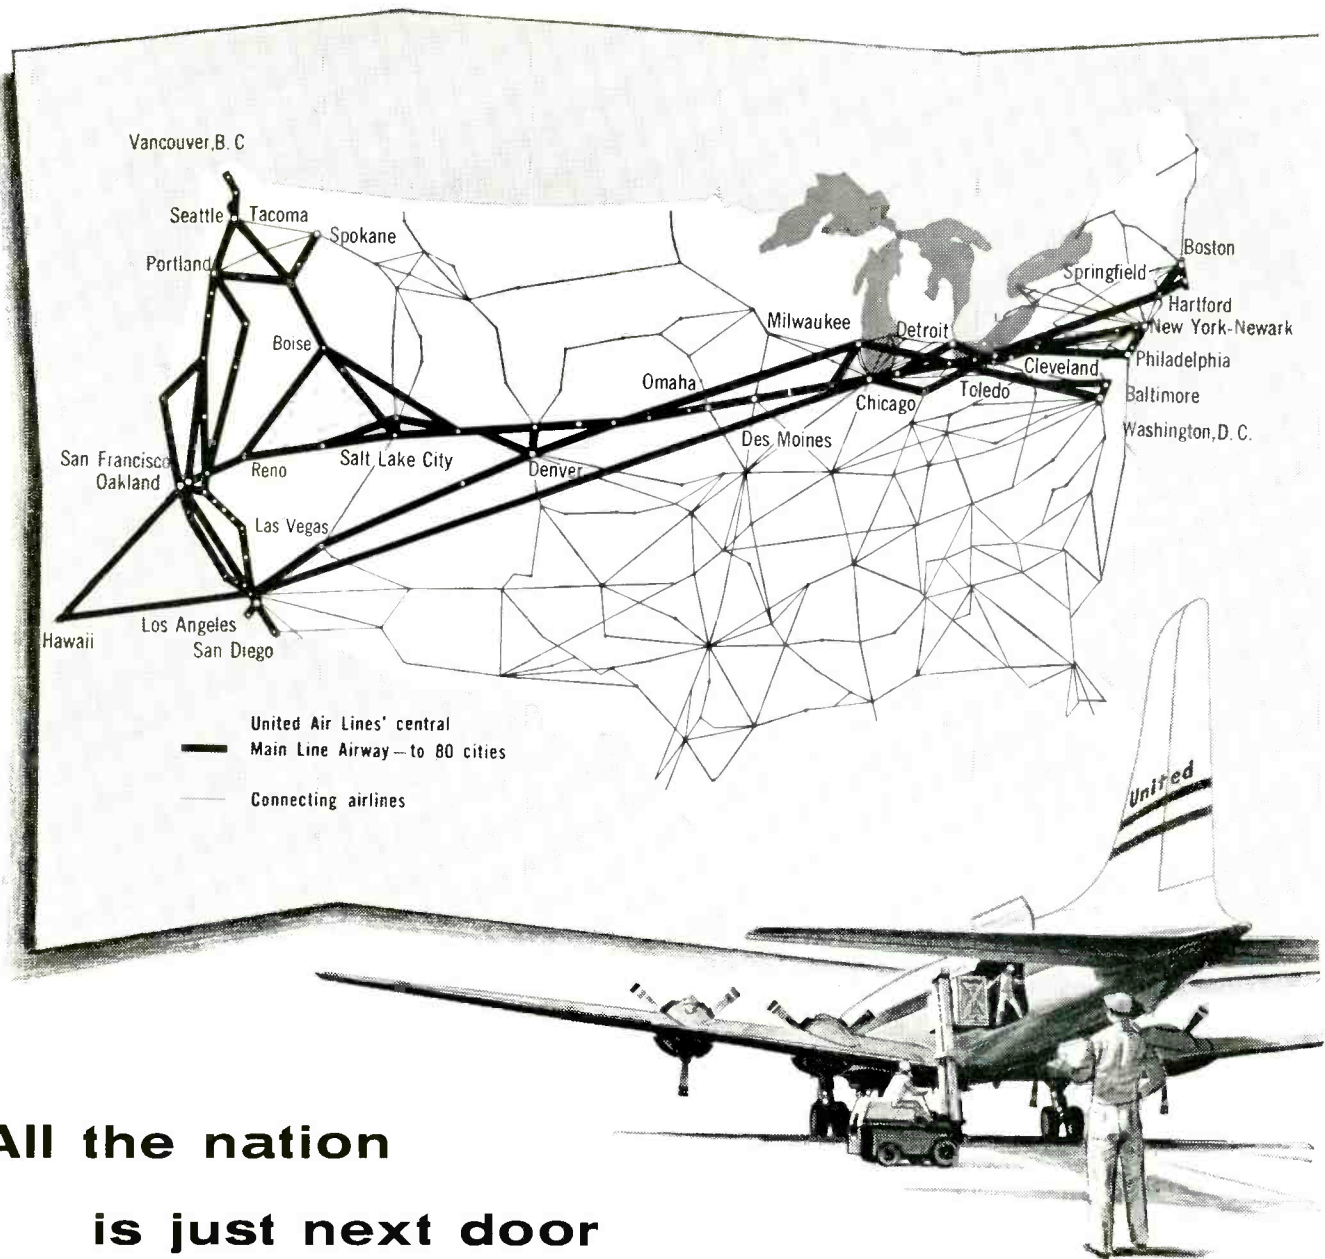 Vancouver,B. C
Seattle
Tacoma
Spokane
Portland
Boise
San Francisco
Oakland
Reno
Salt Lake City
Las Vegas
Denver
Hawaii
Los Angeles
San Diego
Omaha
Des Moines
Milwaukee
Chicago
Detroit
Toledo
Cleveland
Springfield
Boston
Hartford
New York-Newark
Philadelphia
Baltimore
Washington, D. C.
United Air Lines' central
Main Line Airway—to 80 cities
Connecting airlines
United
All the nation
is just next door